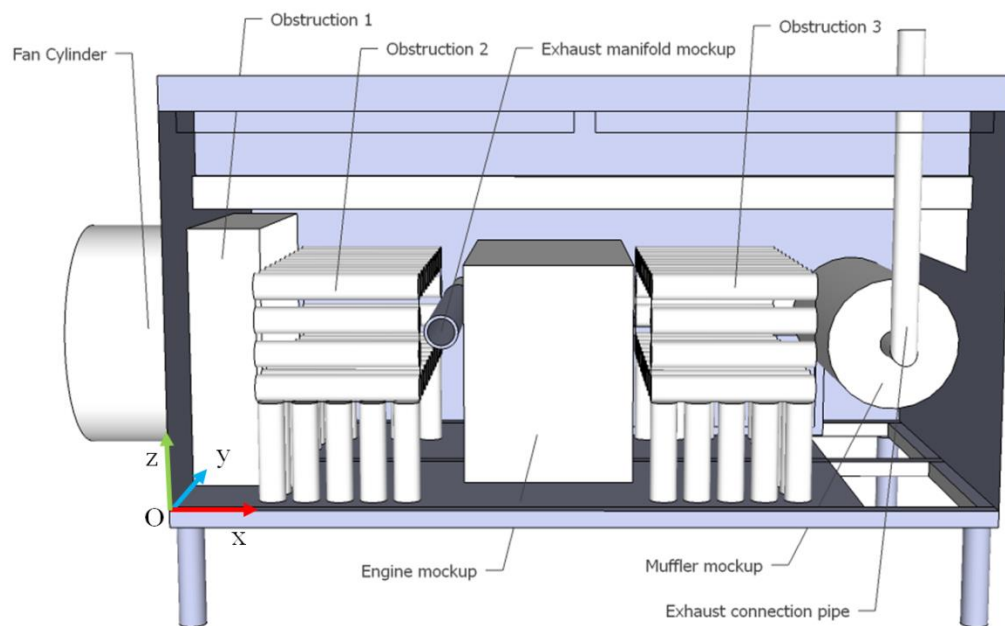 Obstruction 1
Obstruction 2
Exhaust manifold mockup
Obstruction 3
Fan Cylinder
z
y
O
x
Engine mockup
Muffler mockup
Exhaust connection pipe